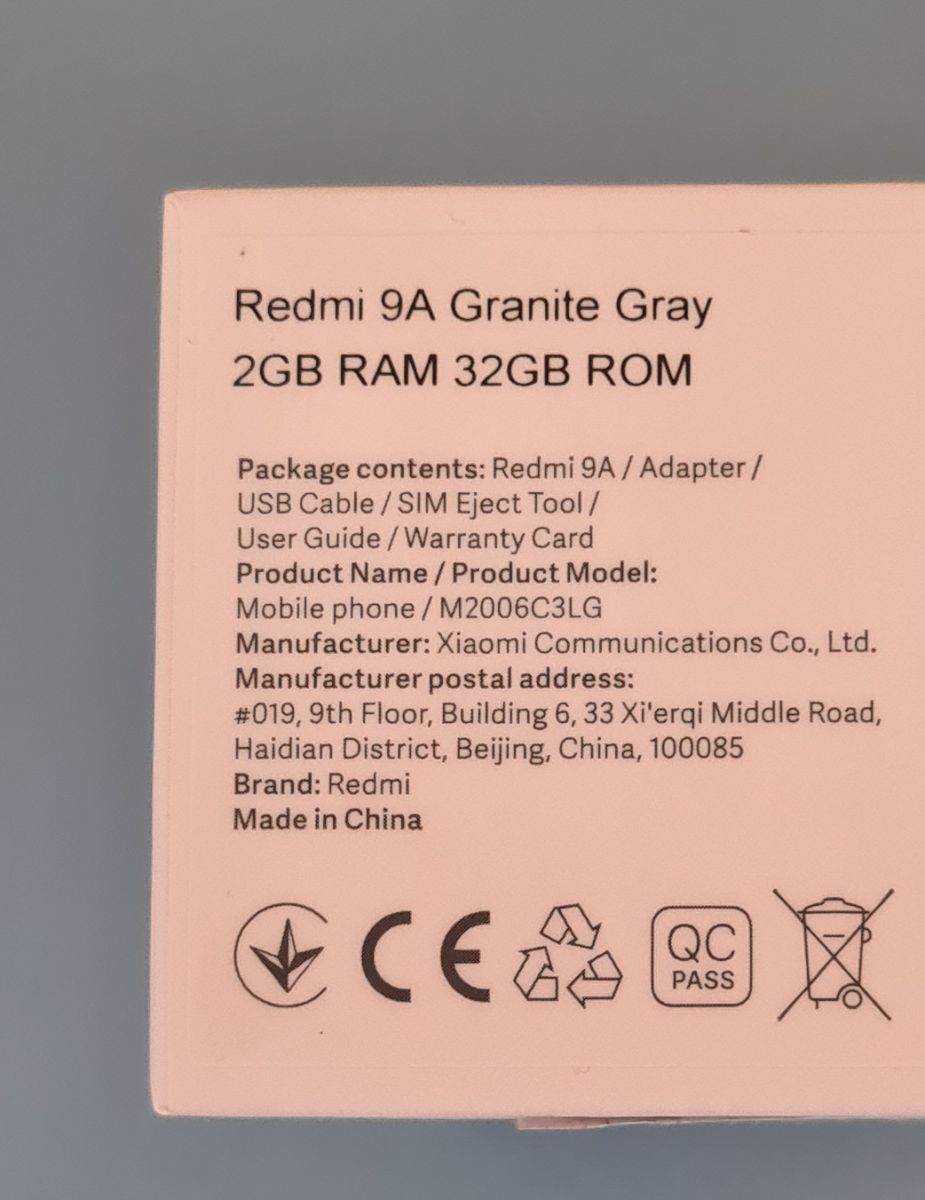 Redmi 9A Granite Gray
2GB RAM 32GB ROM
Package contents: Redmi 9A / Adapter /
USB Cable / SIM Eject Tool /
User Guide / Warranty Card
Product Name / Product Model:
Mobile phone / M2006C3LG
Manufacturer: Xiaomi Communications Co., Ltd.
Manufacturer postal address:
#019, 9th Floor, Building 6, 33 Xi'erqi Middle Road,
Haidian District, Beijing, China, 100085
Brand: Redmi
Made in China
CE
QC
PASS